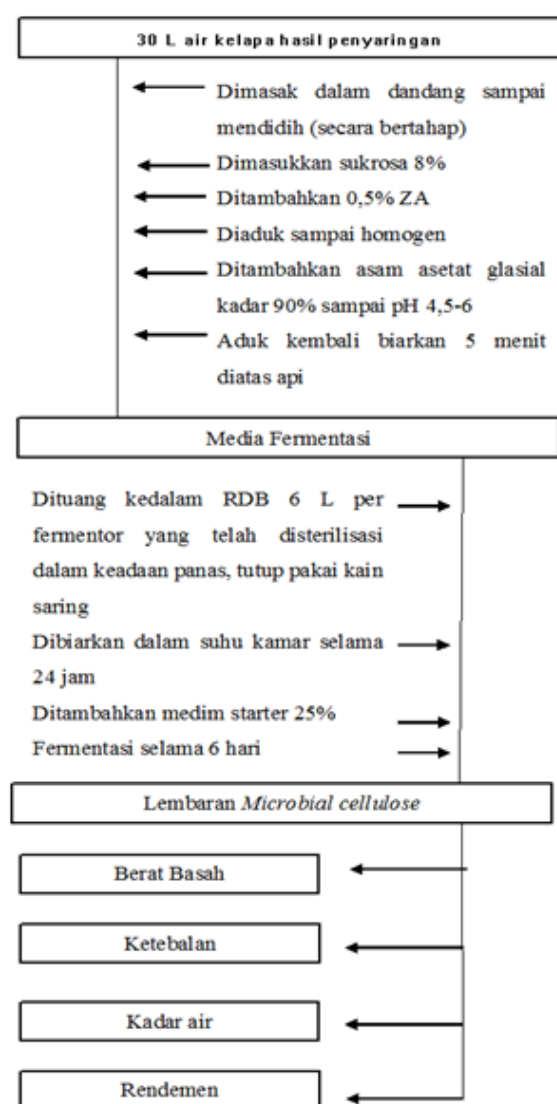 30 L air kelapa hasil penyaringan
Dimasak dalam dandang sampai
mendidih (secara bertahap)
Dimasukkan sukrosa 8%
Ditambahkan 0,5% ZA
Diaduk sampai homogen
Ditambahkan asam asetat glasial
kadar 90% sampai pH 4,5-6
Aduk kembali biarkan 5 menit
diatas api
Media Fermentasi
Dituang kedalam RDB 6 L per
fermentor yang telah disterilisasi
dalam keadaan panas, tutup pakai kain
saring
Dibiarkan dalam suhu kamar selama
24 jam
Ditambahkan medim starter 25%
Fermentasi selama 6 hari
Lembaran Microbial cellulose
Berat Basah
Ketebalan
Kadar air
Rendemen